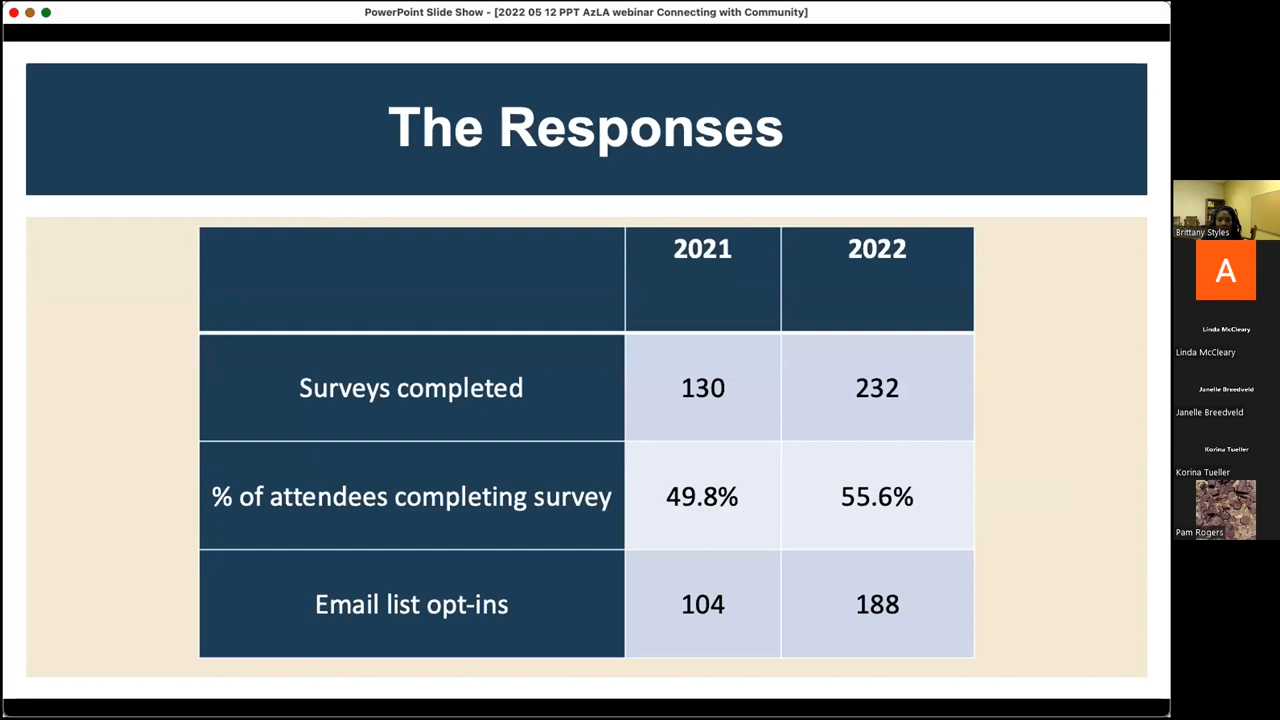 PowerPoint Slide Show - [2022 05 12 PPT AzLA webinar Connecting with Community]
The Responses
2021 2022
Surveys completed 130 232
% of attendees completing survey 49.8% 55.6%
Email list opt-ins 104 188
Brittany Styles
A
Linda McCleary
Linda McCleary
Janelle Breedveld
Janelle Breedveld
Korina Tueller
Korina Tueller
Pam Rogers